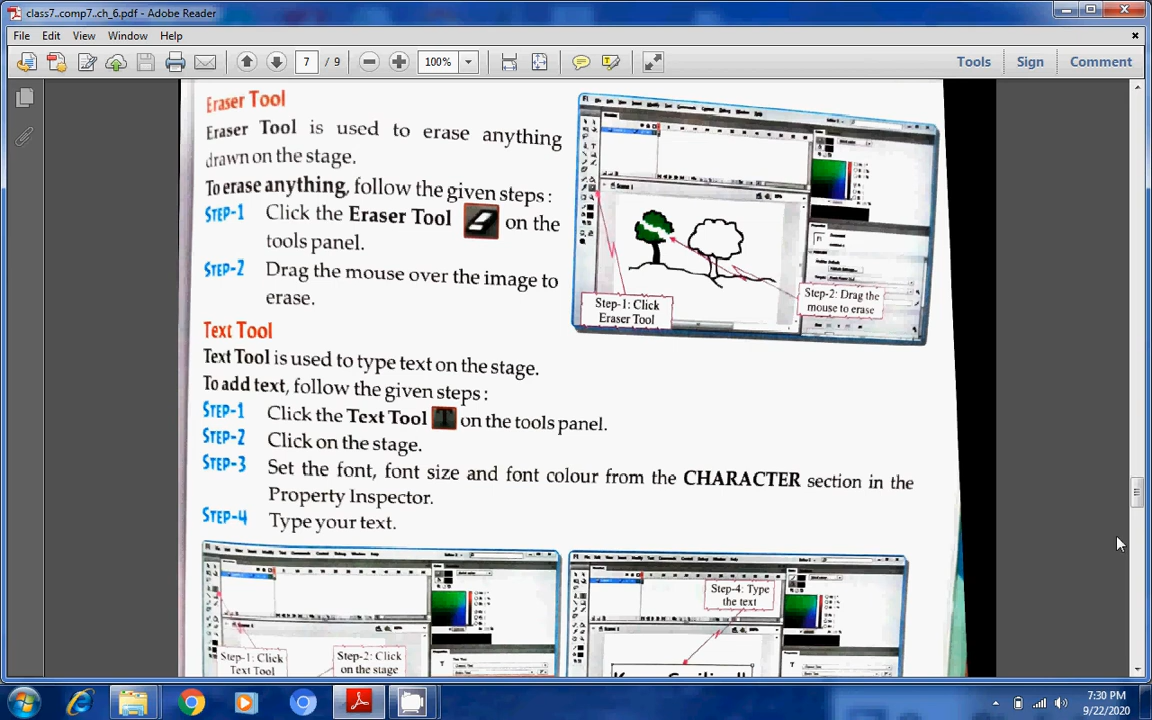 class7..comp7..ch_6.pdf - Adobe Reader
File Edit View Window Help
7 / 9 100% Tools Sign Comment
Eraser Tool
Eraser Tool is used to erase anything
drawn on the stage.
To erase anything, follow the given steps :
STEP-1 Click the Eraser Tool on the
tools panel.
STEP-2 Drag the mouse over the image to
erase.
Scene 1
Step-1: Click
Eraser Tool
Step-2: Drag the
mouse to erase
Text Tool
Text Tool is used to type text on the stage.
To add text, follow the given steps :
STEP-1 Click the Text Tool T on the tools panel.
STEP-2 Click on the stage.
STEP-3 Set the font, font size and font colour from the CHARACTER section in the
Property Inspector.
STEP-4 Type your text.
Step-1: Click
Text Tool
Step-2: Click
on the stage
Step-4: Type
the text
7:30 PM
9/22/2020